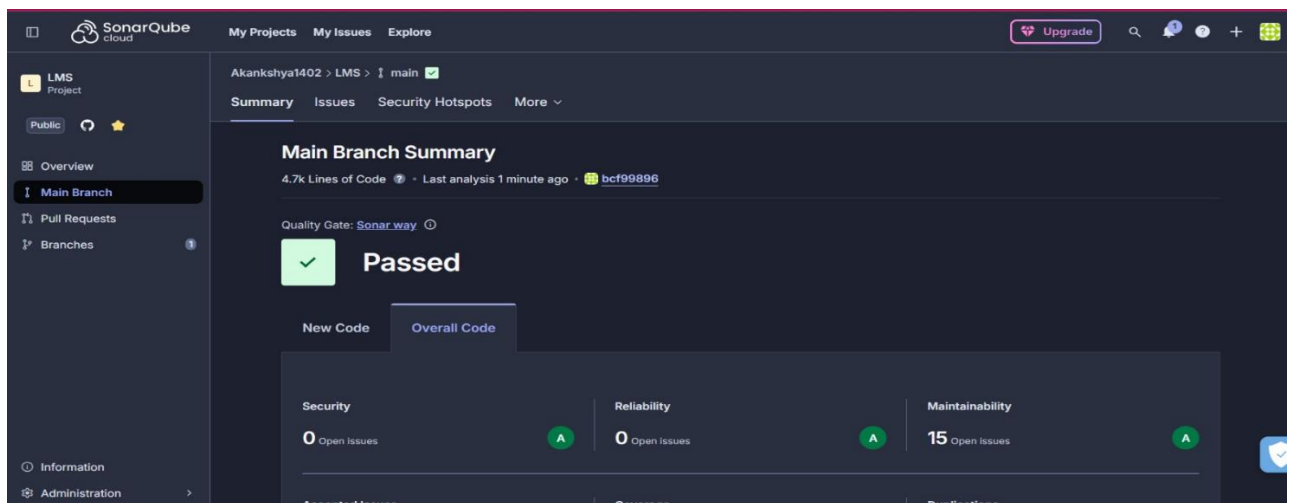 SonarQube cloud
My Projects My Issues Explore
Upgrade
1
L
LMS
Project
Public
Overview
Main Branch
Pull Requests
Branches 1
Information
Administration
Akankshya1402 > LMS > main
Summary Issues Security Hotspots More
Main Branch Summary
4.7k Lines of Code ? • Last analysis 1 minute ago • bcf99896
Quality Gate: Sonar way
Passed
New Code Overall Code
Security Reliability Maintainability
0 Open issues A 0 Open issues A 15 Open issues A